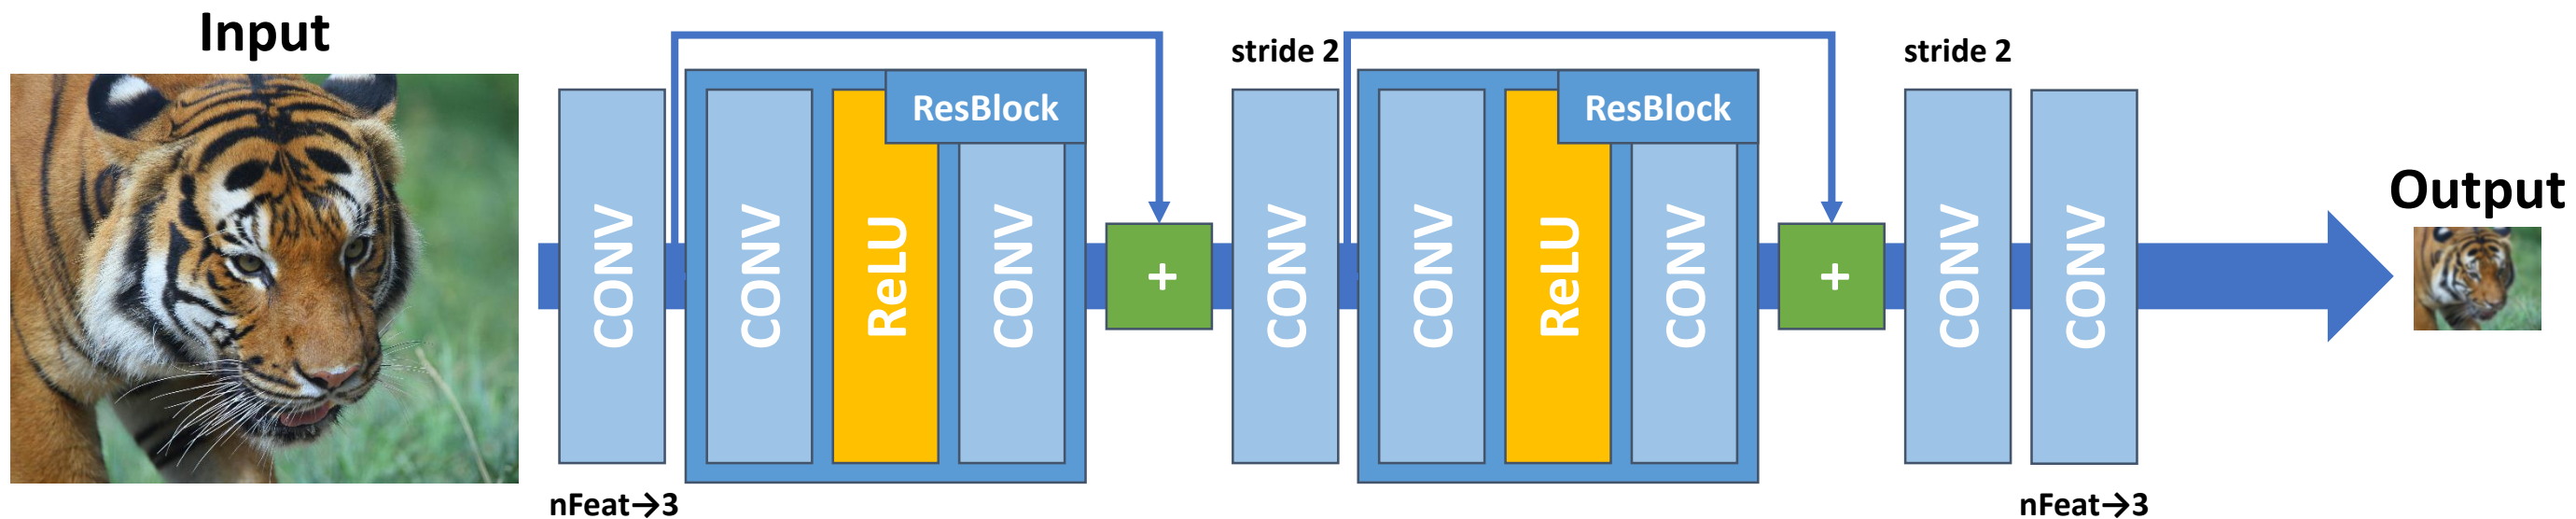 Input
CONV
nFeat→3
CONV
ReLU
CONV
ResBlock
+
stride 2
CONV
CONV
ReLU
CONV
ResBlock
+
stride 2
CONV
CONV
nFeat→3
Output